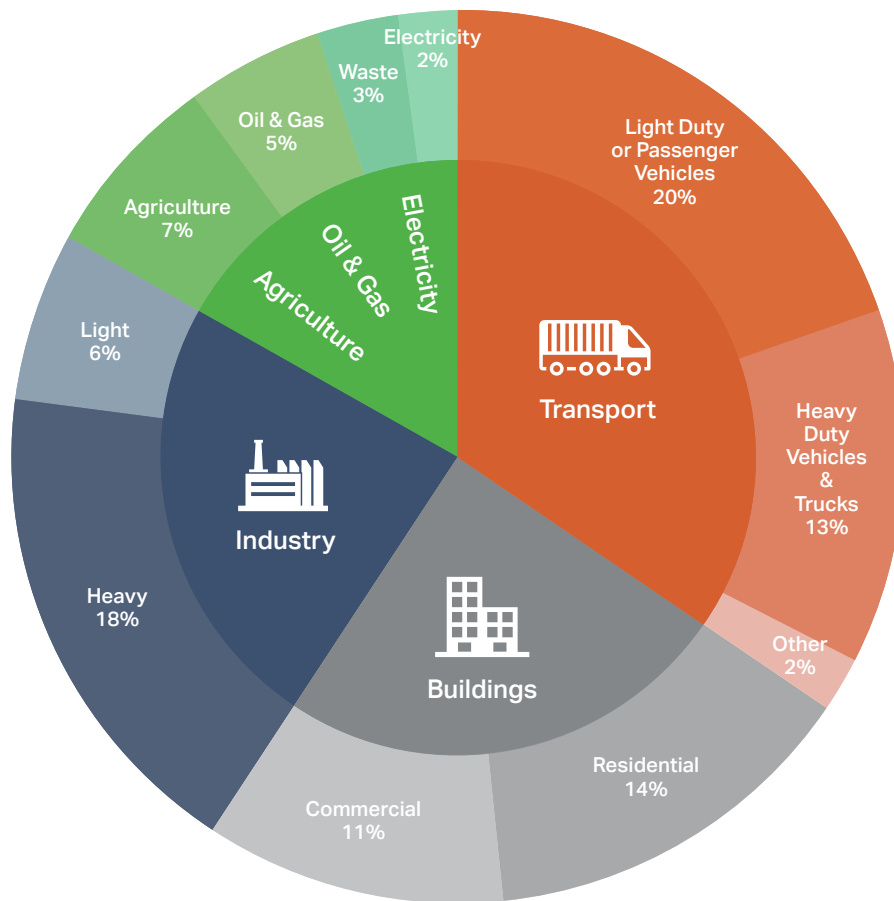 Electricity
2%
Waste
3%
Oil & Gas
5%
Agriculture
7%
Light
6%
Heavy
18%
Light Duty
or Passenger
Vehicles
20%
Heavy
Duty
Vehicles
&
Trucks
13%
Other
2%
Residential
14%
Commercial
11%
Electricity
Oil & Gas
Agriculture
Transport
Industry
Buildings